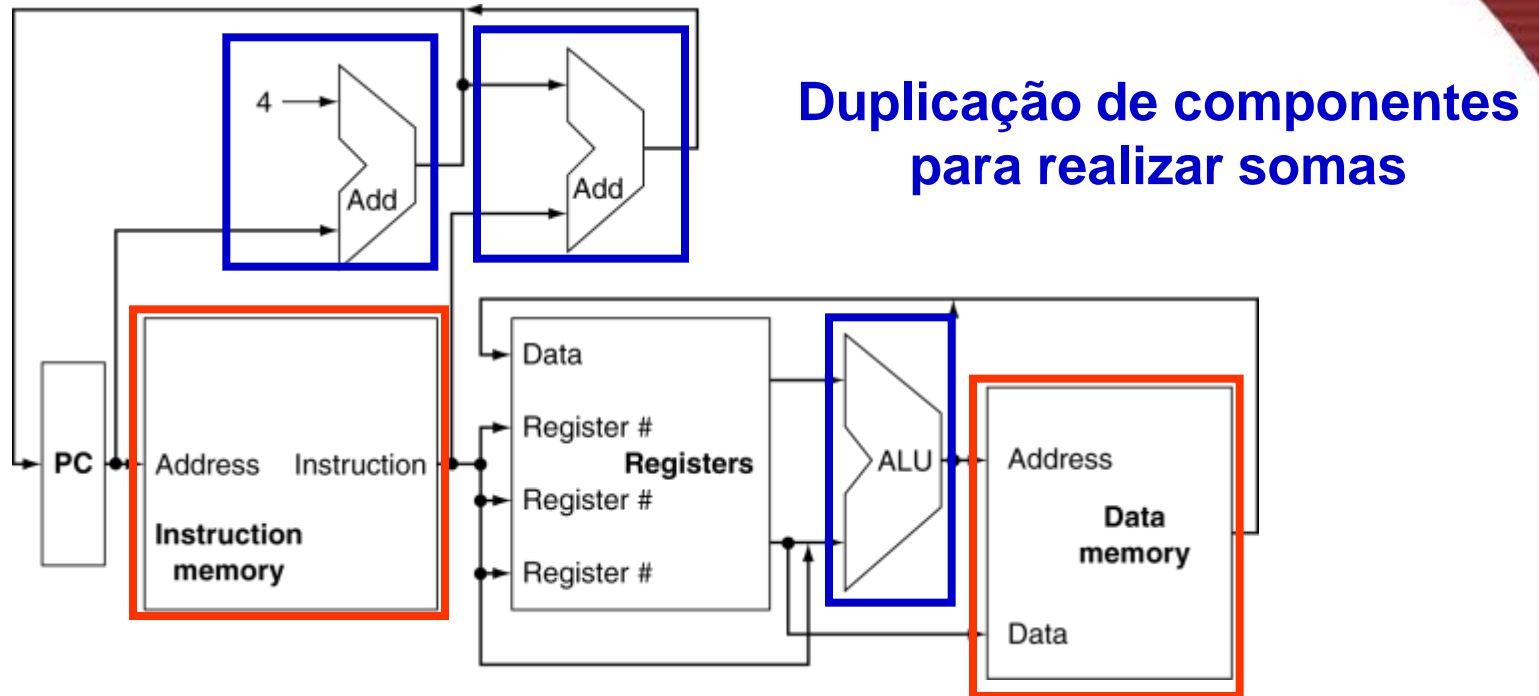 Duplicação de componentes
para realizar somas
4
Add
Add
PC
Address
Instruction
Instruction
memory
Data
Register #
Registers
Register #
Register #
ALU
Address
Data
memory
Data